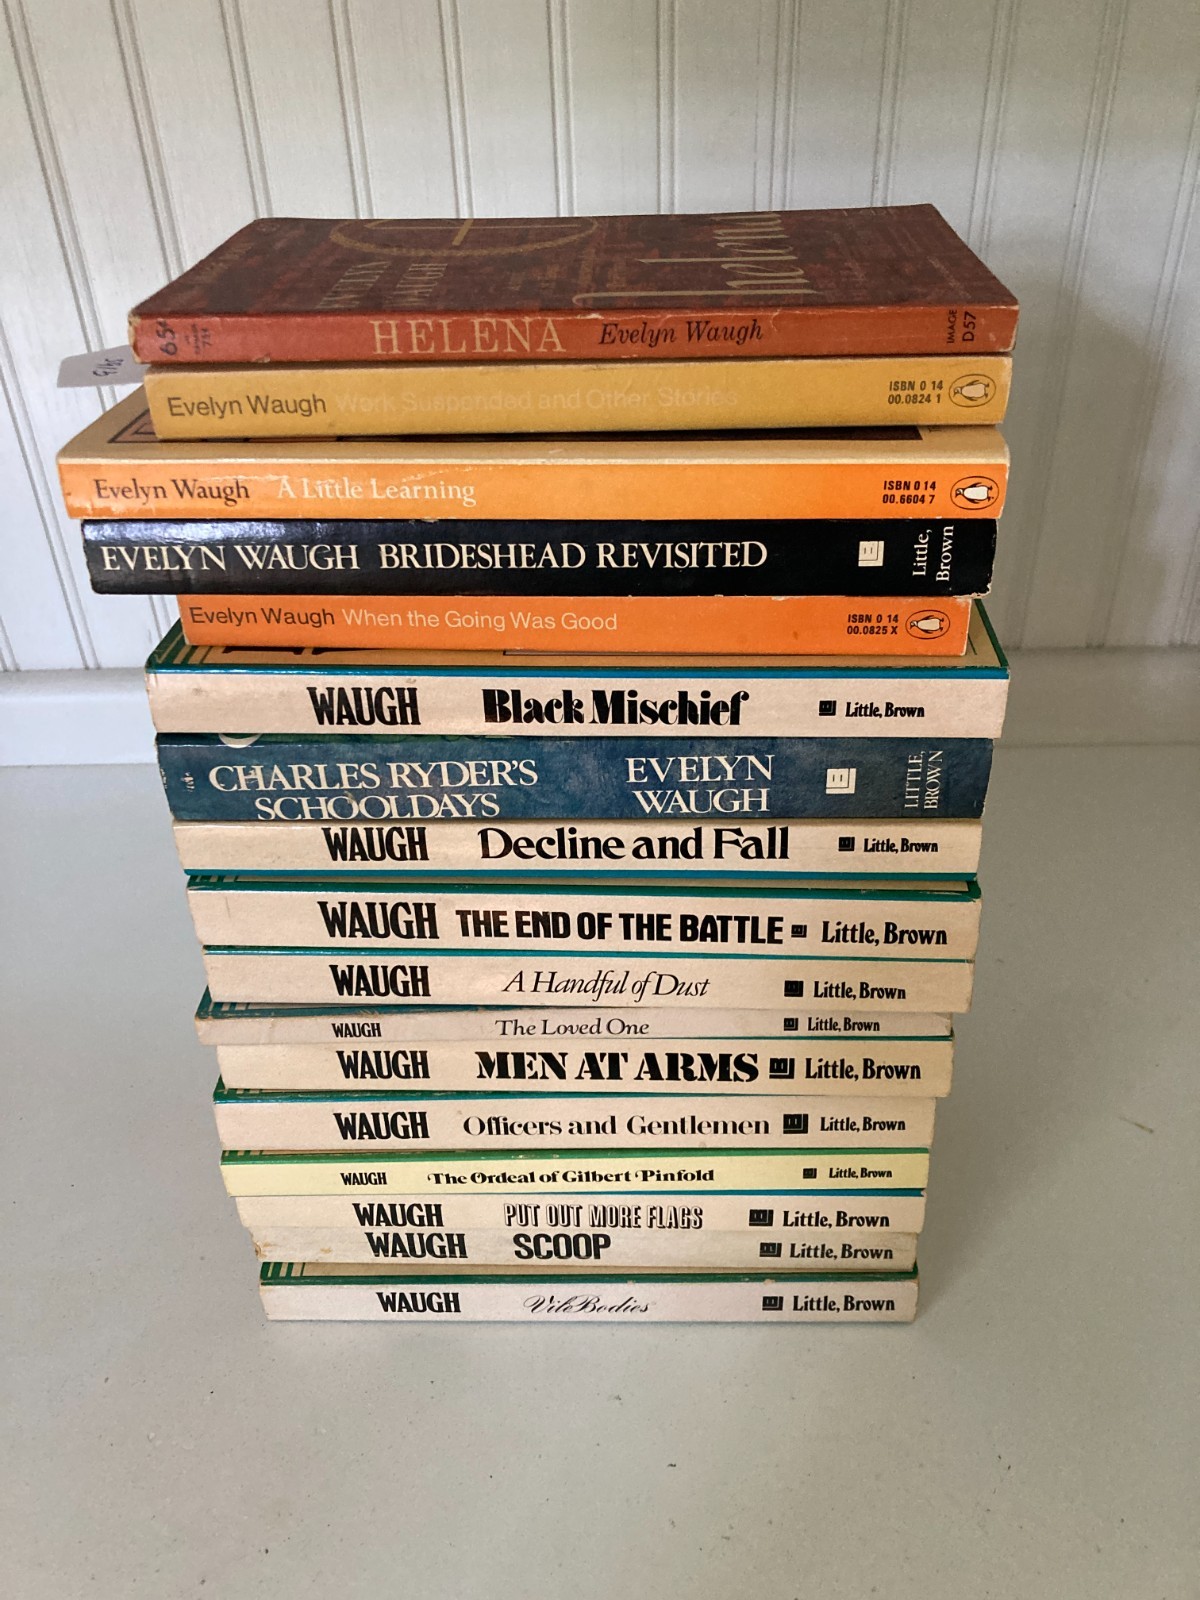 EVELYN
WAUGH
Helena
65¢
75¢
HELENA Evelyn Waugh IMAGE D57
Evelyn Waugh Work Suspended and Other Stories ISBN 0 14
00.0824 1
Evelyn Waugh A Little Learning ISBN 0 14
00.6604 7
EVELYN WAUGH BRIDESHEAD REVISITED Little, Brown
Evelyn Waugh When the Going Was Good ISBN 0 14
00.0825 X
WAUGH Black Mischief Little, Brown
CHARLES RYDER'S SCHOOLDAYS EVELYN WAUGH LITTLE, BROWN
WAUGH Decline and Fall Little, Brown
WAUGH THE END OF THE BATTLE Little, Brown
WAUGH A Handful of Dust Little, Brown
WAUGH The Loved One Little, Brown
WAUGH MEN AT ARMS Little, Brown
WAUGH Officers and Gentlemen Little, Brown
WAUGH The Ordeal of Gilbert Pinfold Little, Brown
WAUGH PUT OUT MORE FLAGS Little, Brown
WAUGH SCOOP Little, Brown
WAUGH Vile Bodies Little, Brown